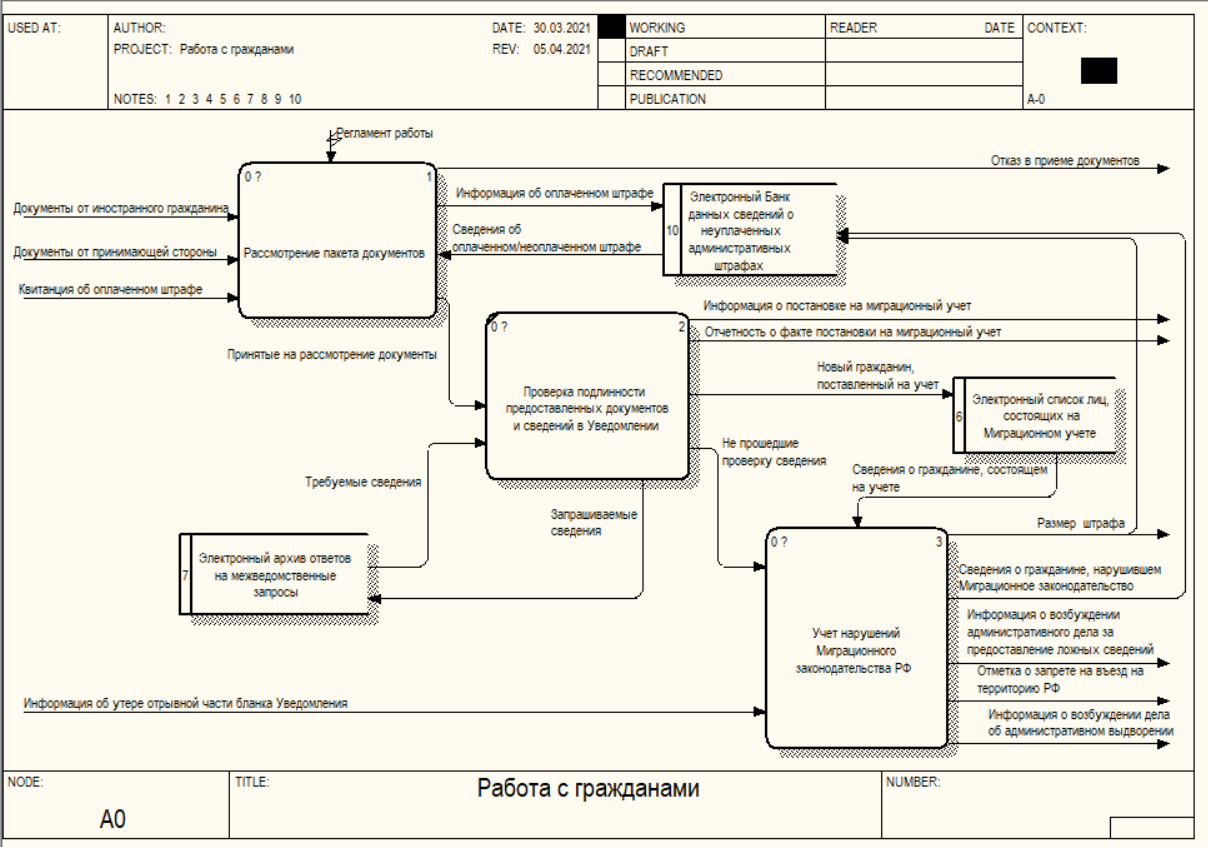 USED AT:
AUTHOR:
DATE: 30.03.2021
WORKING
READER
DATE
CONTEXT:
PROJECT: Работа с гражданами
REV: 05.04.2021
DRAFT
RECOMMENDED
NOTES: 1 2 3 4 5 6 7 8 9 10
PUBLICATION
A-0
Регламент работы
Отказ в приеме документов
0 ?
1
Рассмотрение пакета документов
Документы от иностранного гражданина
Документы от принимающей стороны
Квитанция об оплаченном штрафе
Информация об оплаченном штрафе
Сведения об
оплаченном/неоплаченном штрафе
10
Электронный Банк
данных сведений о
неуплаченных
административных
штрафах
Принятые на рассмотрение документы
0 ?
2
Проверка подлинности
предоставленных документов
и сведений в Уведомлении
Информация о постановке на миграционный учет
Отчетность о факте постановки на миграционный учет
Новый гражданин,
поставленный на учет
6
Электронный список лиц,
состоящих на
Миграционном учете
Не прошедшие
проверку сведения
Сведения о гражданине, состоящем
на учете
Требуемые сведения
Запрашиваемые
сведения
7
Электронный архив ответов
на межведомственные
запросы
0 ?
3
Учет нарушений
Миграционного
законодательства РФ
Размер штрафа
Сведения о гражданине, нарушившем
Миграционное законодательство
Информация о возбуждении
административного дела за
предоставление ложных сведений
Отметка о запрете на въезд на
территорию РФ
Информация о возбуждении дела
об административном выдворении
Информация об утере отрывной части бланка Уведомления
NODE:
TITLE:
NUMBER:
A0
Работа с гражданами